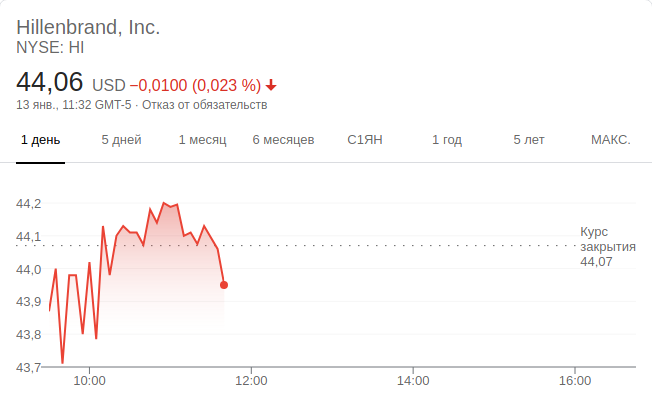 Hillenbrand, Inc.
NYSE: HI
44,06 USD −0,0100 (0,023 %)
13 янв., 11:32 GMT-5 · Отказ от обязательств
1 день 5 дней 1 месяц 6 месяцев С1ЯН 1 год 5 лет МАКС.
44,2
44,1
44,0
43,9
43,8
43,7
Курс
закрытия
44,07
10:00 12:00 14:00 16:00